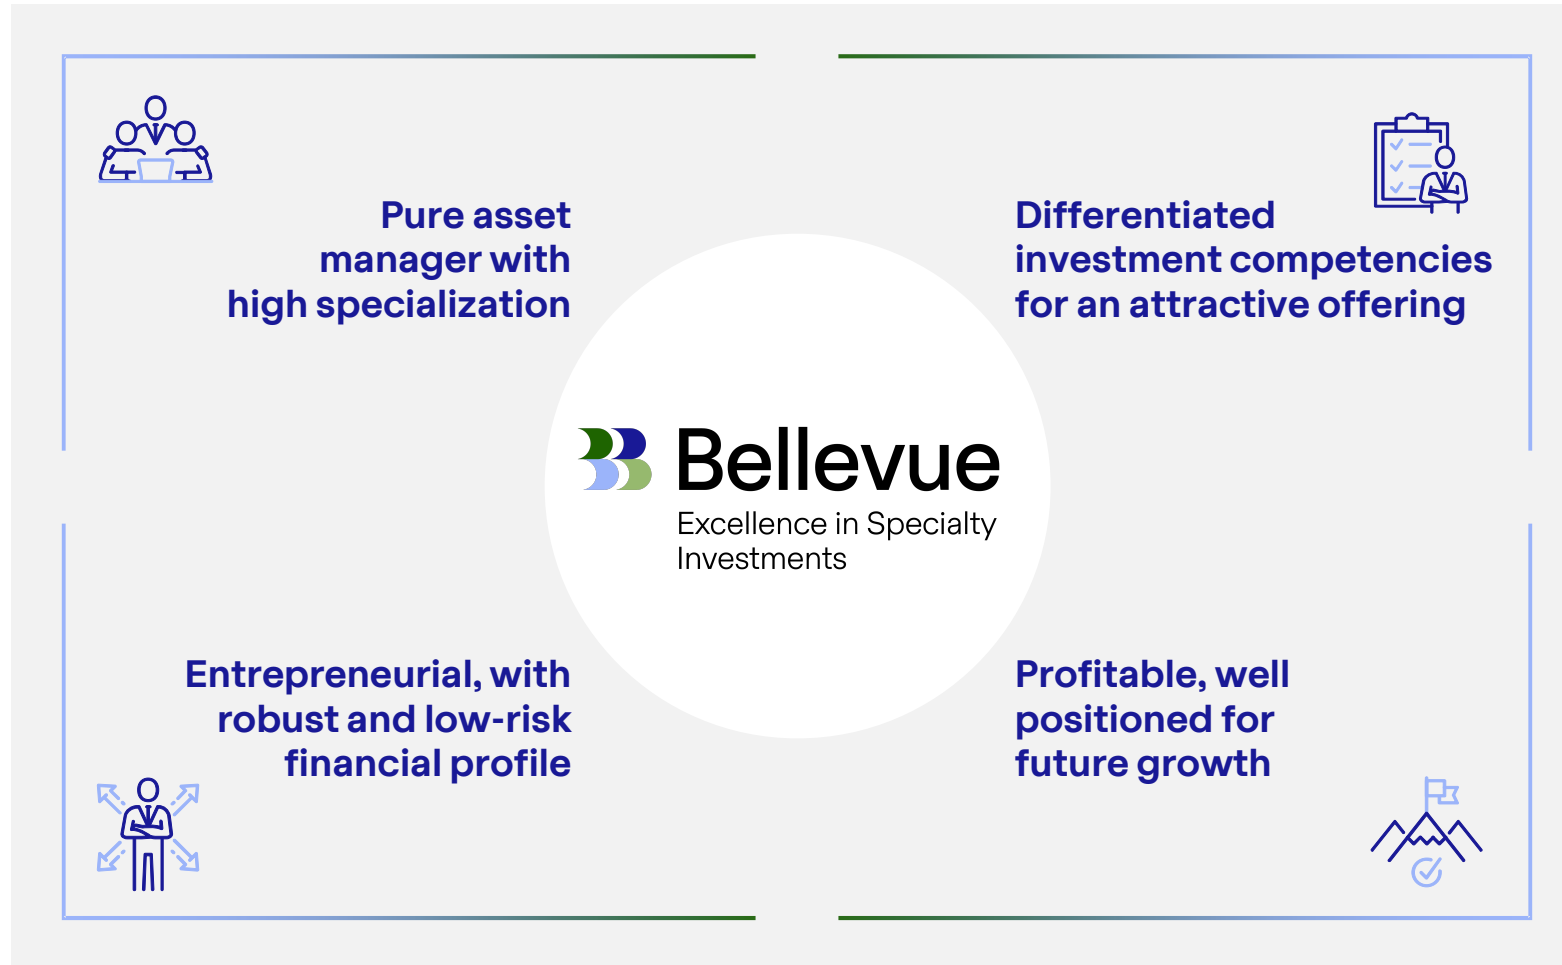 Pure asset
manager with
high specialization
Differentiated
investment competencies
for an attractive offering
Bellevue
Excellence in Specialty
Investments
Entrepreneurial, with
robust and low-risk
financial profile
Profitable, well
positioned for
future growth